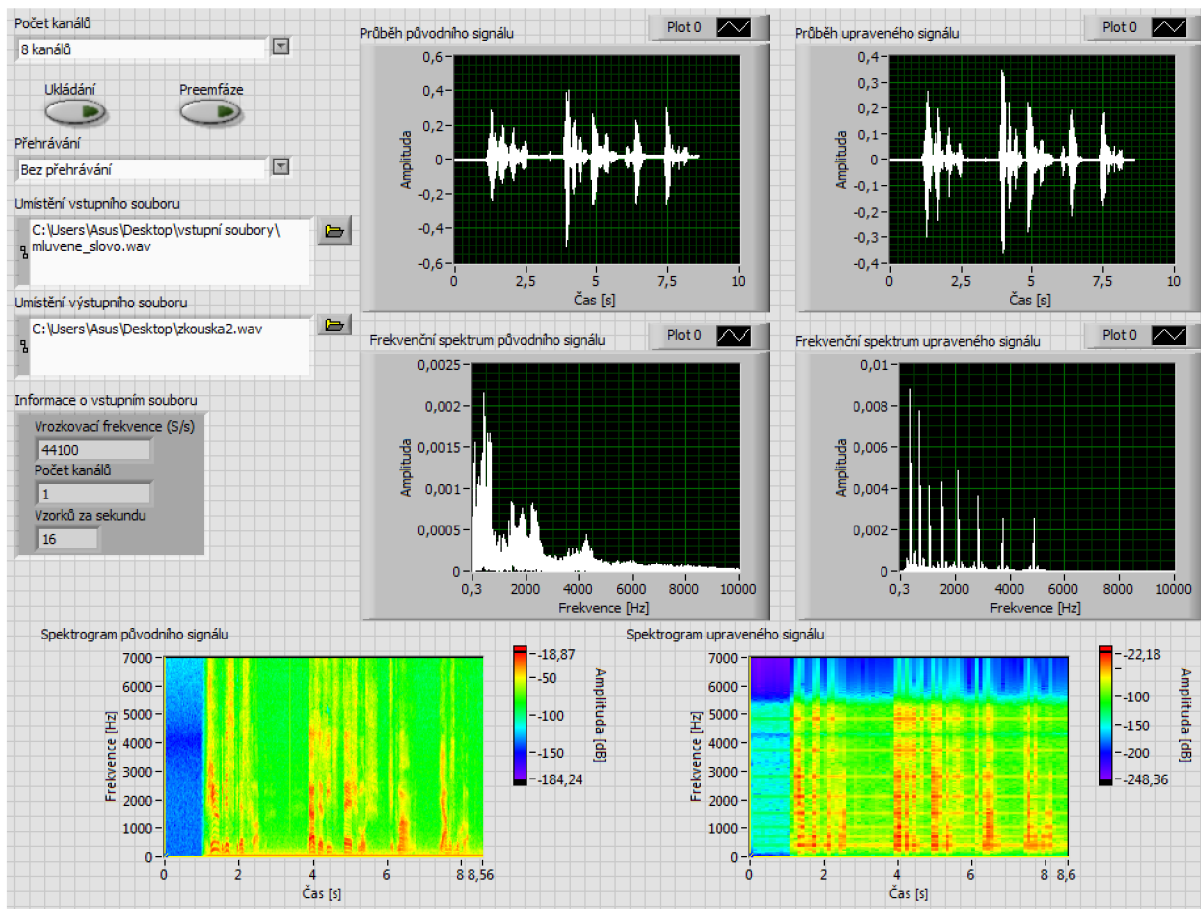 Počet kanálů
8 kanálů
Ukládání
Preemfáze
Přehrávání
Bez přehrávání
Umístění vstupního souboru
C:\Users\Asus\Desktop\vstupní soubory\
mluvene_slovo.wav
Umístění výstupního souboru
C:\Users\Asus\Desktop\zkouska2.wav
Informace o vstupním souboru
Vrozkovací frekvence (S/s)
44100
Počet kanálů
1
Vzorků za sekundu
16
Průběh původního signálu
Plot 0
Amplituda
0,6
0,4
0,2
0
-0,2
-0,4
-0,6
0 2,5 5 7,5 10
Čas [s]
Průběh upraveného signálu
Plot 0
Amplituda
0,4
0,3
0,2
0,1
0
-0,1
-0,2
-0,3
-0,4
0 2,5 5 7,5 10
Čas [s]
Frekvenční spektrum původního signálu
Plot 0
Amplituda
0,0025
0,002
0,0015
0,001
0,0005
0
0,3 2000 4000 6000 8000 10000
Frekvence [Hz]
Frekvenční spektrum upraveného signálu
Plot 0
Amplituda
0,01
0,008
0,006
0,004
0,002
0
0,3 2000 4000 6000 8000 10000
Frekvence [Hz]
Spektrogram původního signálu
Frekvence [Hz]
7000
6000
5000
4000
3000
2000
1000
0
0 2 4 6 8 8,56
Čas [s]
-18,87
-50
-100
-150
-184,24
Amplituda [dB]
Spektrogram upraveného signálu
Frekvence [Hz]
7000
6000
5000
4000
3000
2000
1000
0
0 2 4 6 8 8,6
Čas [s]
-22,18
-100
-150
-200
-248,36
Amplituda [dB]